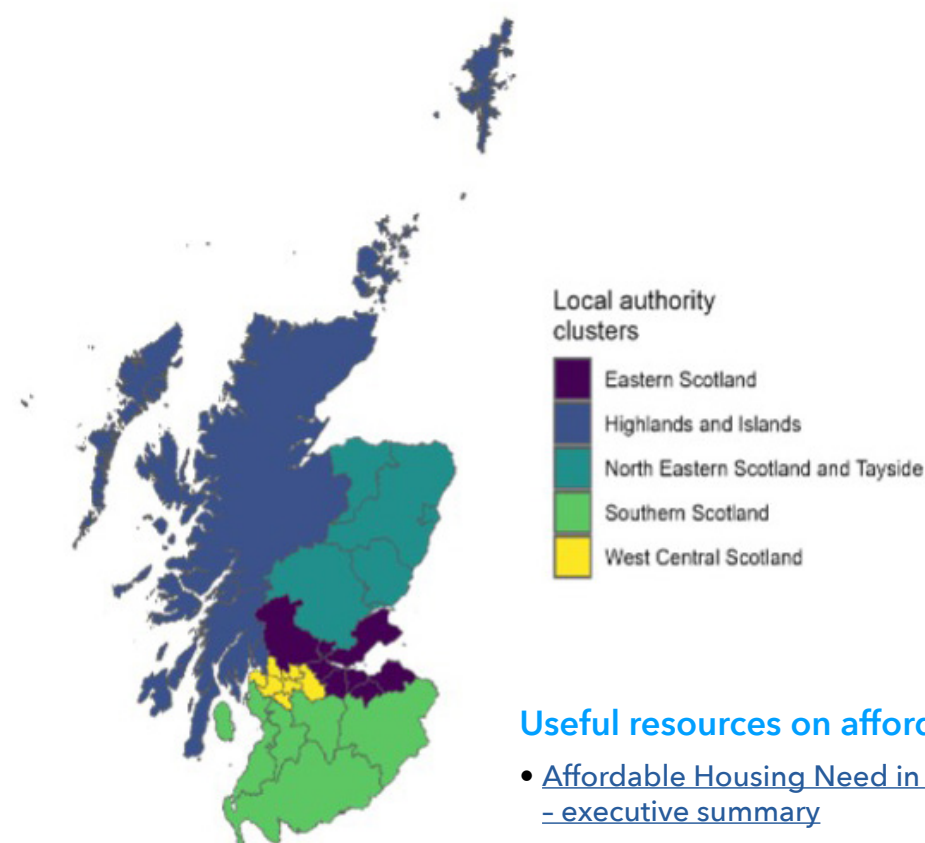 Local authority
clusters
Eastern Scotland
Highlands and Islands
North Eastern Scotland and Tayside
Southern Scotland
West Central Scotland
Useful resources on afford
• Affordable Housing Need in
– executive summary